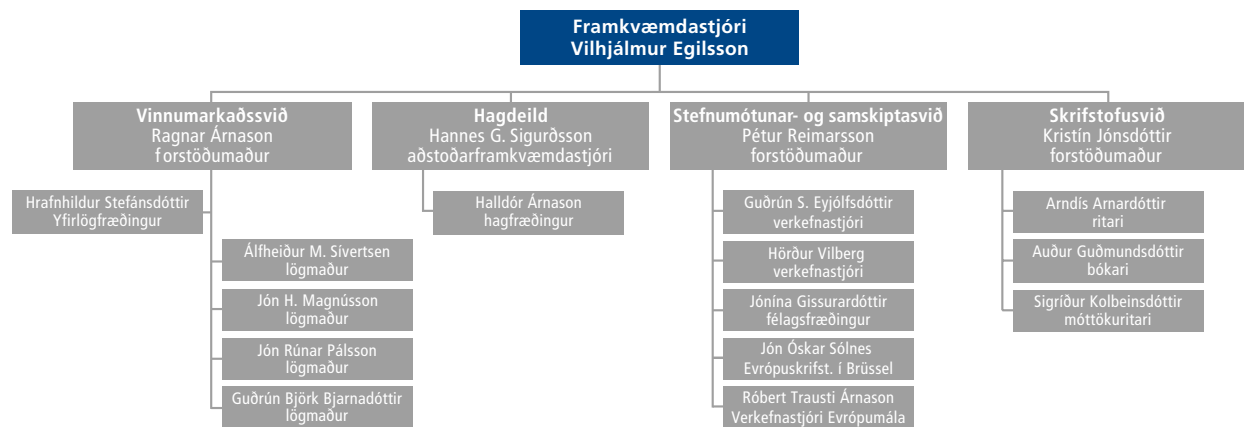 Framkvæmdastjóri
Vilhjálmur Egilsson
Vinnumarkaðssvið
Ragnar Árnason
forstöðumaður
Hrafnhildur Stefánsdóttir
Yfirlögfræðingur
Álfheiður M. Sívertsen
lögmaður
Jón H. Magnússon
lögmaður
Jón Rúnar Pálsson
lögmaður
Guðrún Björk Bjarnadóttir
lögmaður
Hagdeild
Hannes G. Sigurðsson
aðstoðarframkvæmdastjóri
Halldór Árnason
hagfræðingur
Stefnumótunar- og samskiptasvið
Pétur Reimarsson
forstöðumaður
Guðrún S. Eyjólfsdóttir
verkefnastjóri
Hörður Vilberg
verkefnastjóri
Jónína Gissurardóttir
félagsfræðingur
Jón Óskar Sólnes
Evrópuskrifst. í Brüssel
Róbert Trausti Árnason
Verkefnastjóri Evrópumála
Skrifstofusvið
Kristín Jónsdóttir
forstöðumaður
Arndís Arnardóttir
ritari
Auður Guðmundsdóttir
bókari
Sigríður Kolbeinsdóttir
móttökuritari